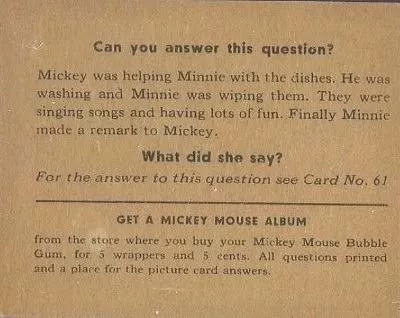 Can you answer this question?
Mickey was helping Minnie with the dishes. He was
washing and Minnie was wiping them. They were
singing songs and having lots of fun. Finally Minnie
made a remark to Mickey.
What did she say?
For the answer to this question see Card No. 61
GET A MICKEY MOUSE ALBUM
from the store where you buy your Mickey Mouse Bubble
Gum, for 5 wrappers and 5 cents. All questions printed
and a place for the picture card answers.